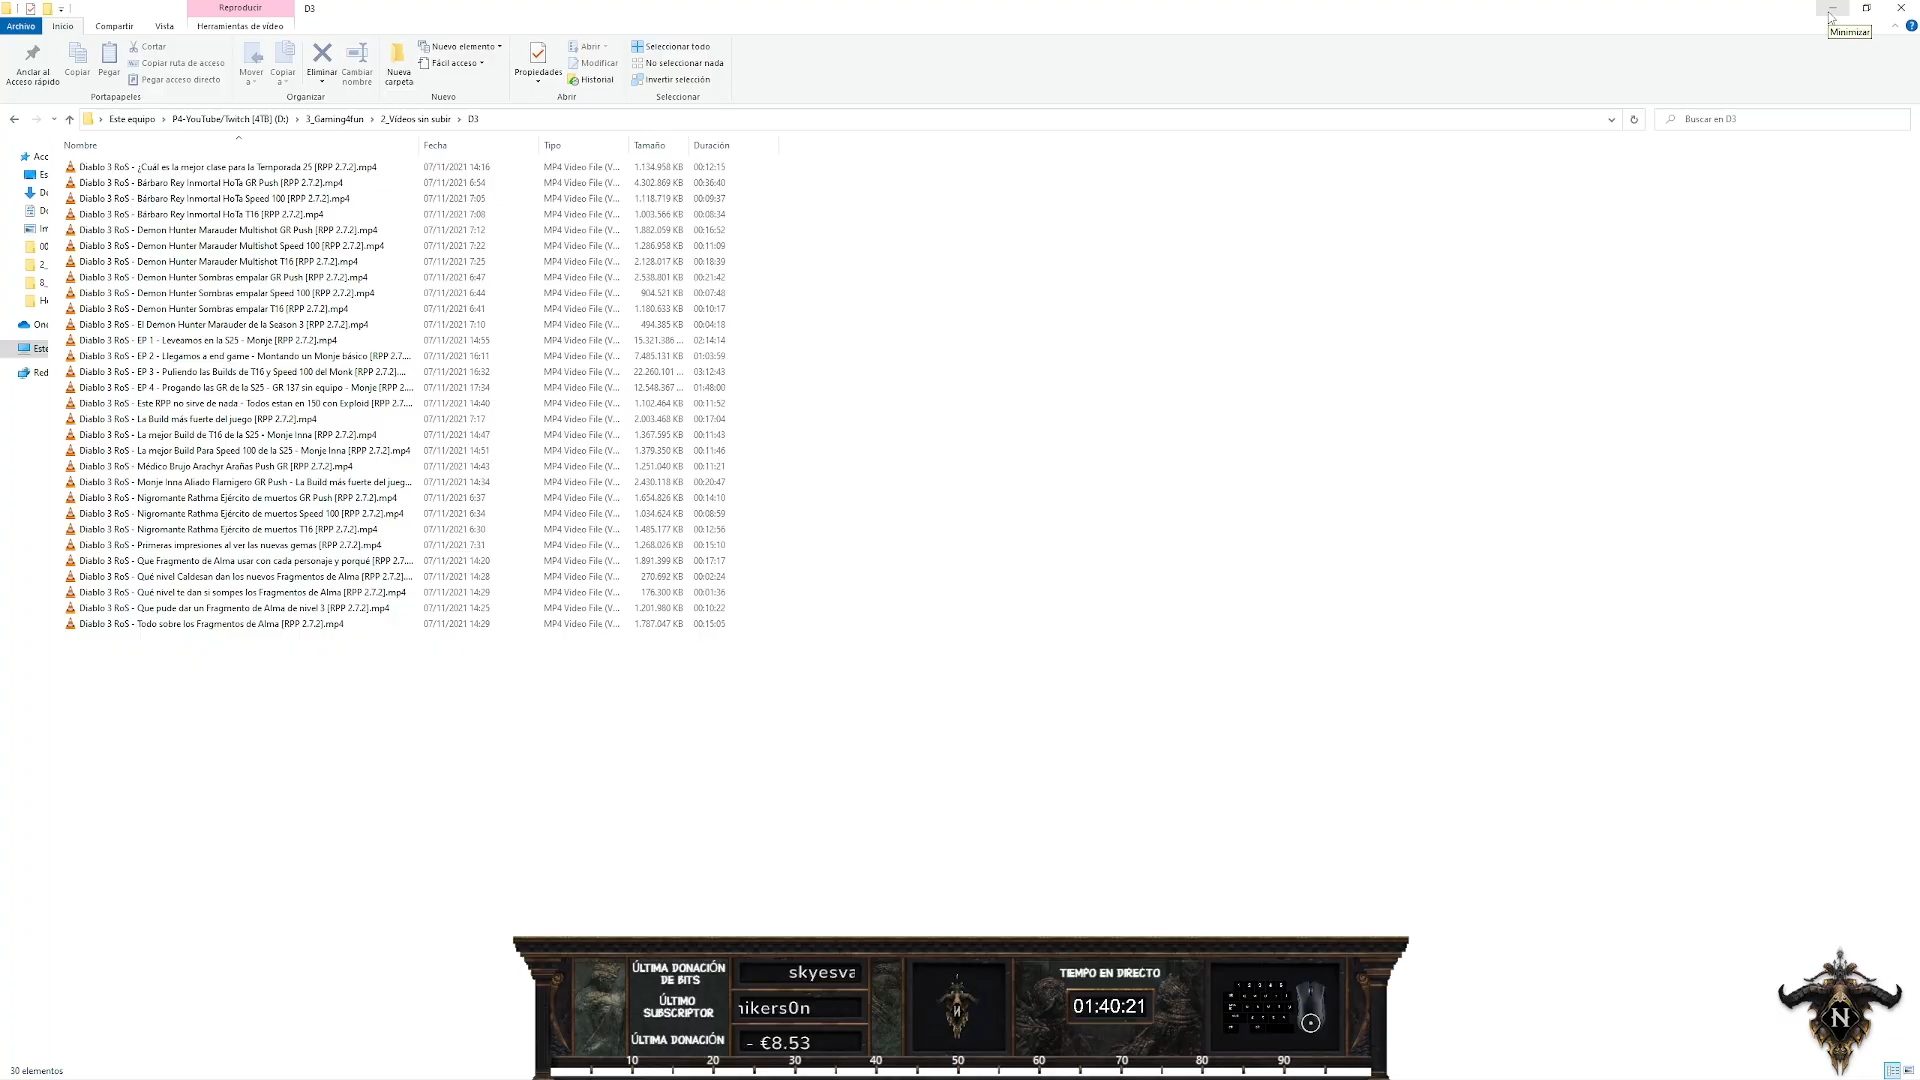 Reproducir D3
Archivo Inicio Compartir Vista Herramientas de vídeo
Minimizar
Anclar al Acceso rápido
Copiar
Pegar
Cortar
Copiar ruta de acceso
Pegar acceso directo
Portapapeles
Mover a
Copiar a
Eliminar
Cambiar nombre
Organizar
Nueva carpeta
Nuevo elemento
Fácil acceso
Nuevo
Propiedades
Abrir
Modificar
Historial
Abrir
Seleccionar todo
No seleccionar nada
Invertir selección
Seleccionar
Este equipo > P4-YouTube/Twitch [4TB] (D:) > 3_Gaming4fun > 2_Vídeos sin subir > D3
Buscar en D3
Acc
Es
De
Do
Im
00
2_
8_
He
One
Este
Red
Nombre Fecha Tipo Tamaño Duración
Diablo 3 RoS - ¿Cuál es la mejor clase para la Temporada 25 [RPP 2.7.2].mp4 07/11/2021 14:16 MP4 Video File (V... 1.134.958 KB 00:12:15
Diablo 3 RoS - Bárbaro Rey Inmortal HoTa GR Push [RPP 2.7.2].mp4 07/11/2021 6:54 MP4 Video File (V... 4.302.869 KB 00:36:40
Diablo 3 RoS - Bárbaro Rey Inmortal HoTa Speed 100 [RPP 2.7.2].mp4 07/11/2021 7:05 MP4 Video File (V... 1.118.719 KB 00:09:37
Diablo 3 RoS - Bárbaro Rey Inmortal HoTa T16 [RPP 2.7.2].mp4 07/11/2021 7:08 MP4 Video File (V... 1.003.566 KB 00:08:34
Diablo 3 RoS - Demon Hunter Marauder Multishot GR Push [RPP 2.7.2].mp4 07/11/2021 7:12 MP4 Video File (V... 1.882.059 KB 00:16:52
Diablo 3 RoS - Demon Hunter Marauder Multishot Speed 100 [RPP 2.7.2].mp4 07/11/2021 7:22 MP4 Video File (V... 1.286.958 KB 00:11:09
Diablo 3 RoS - Demon Hunter Marauder Multishot T16 [RPP 2.7.2].mp4 07/11/2021 7:25 MP4 Video File (V... 2.128.017 KB 00:18:39
Diablo 3 RoS - Demon Hunter Sombras empalar GR Push [RPP 2.7.2].mp4 07/11/2021 6:47 MP4 Video File (V... 2.538.801 KB 00:21:42
Diablo 3 RoS - Demon Hunter Sombras empalar Speed 100 [RPP 2.7.2].mp4 07/11/2021 6:44 MP4 Video File (V... 904.521 KB 00:07:48
Diablo 3 RoS - Demon Hunter Sombras empalar T16 [RPP 2.7.2].mp4 07/11/2021 6:41 MP4 Video File (V... 1.180.633 KB 00:10:17
Diablo 3 RoS - El Demon Hunter Marauder de la Season 3 [RPP 2.7.2].mp4 07/11/2021 7:10 MP4 Video File (V... 494.385 KB 00:04:18
Diablo 3 RoS - EP 1 - Leveamos en la S25 - Monje [RPP 2.7.2].mp4 07/11/2021 14:55 MP4 Video File (V... 15.321.386 ... 02:14:14
Diablo 3 RoS - EP 2 - Llegamos a end game - Montando un Monje básico [RPP 2.7.... 07/11/2021 16:11 MP4 Video File (V... 7.485.131 KB 01:03:59
Diablo 3 RoS - EP 3 - Puliendo las Builds de T16 y Speed 100 del Monk [RPP 2.7.2].... 07/11/2021 16:32 MP4 Video File (V... 22.260.101 ... 03:12:43
Diablo 3 RoS - EP 4 - Progando las GR de la S25 - GR 137 sin equipo - Monje [RPP 2.... 07/11/2021 17:34 MP4 Video File (V... 12.548.367 ... 01:48:00
Diablo 3 RoS - Este RPP no sirve de nada - Todos estan en 150 con Exploid [RPP 2.7.... 07/11/2021 14:40 MP4 Video File (V... 1.102.464 KB 00:11:52
Diablo 3 RoS - La Build más fuerte del juego [RPP 2.7.2].mp4 07/11/2021 7:17 MP4 Video File (V... 2.003.468 KB 00:17:04
Diablo 3 RoS - La mejor Build de T16 de la S25 - Monje Inna [RPP 2.7.2].mp4 07/11/2021 14:47 MP4 Video File (V... 1.367.595 KB 00:11:43
Diablo 3 RoS - La mejor Build Para Speed 100 de la S25 - Monje Inna [RPP 2.7.2].mp4 07/11/2021 14:51 MP4 Video File (V... 1.379.350 KB 00:11:46
Diablo 3 RoS - Médico Brujo Arachyr Arañas Push GR [RPP 2.7.2].mp4 07/11/2021 14:43 MP4 Video File (V... 1.251.040 KB 00:11:21
Diablo 3 RoS - Monje Inna Aliado Flamigero GR Push - La Build más fuerte del jueg... 07/11/2021 14:34 MP4 Video File (V... 2.430.118 KB 00:20:47
Diablo 3 RoS - Nigromante Rathma Ejército de muertos GR Push [RPP 2.7.2].mp4 07/11/2021 6:37 MP4 Video File (V... 1.654.826 KB 00:14:10
Diablo 3 RoS - Nigromante Rathma Ejército de muertos Speed 100 [RPP 2.7.2].mp4 07/11/2021 6:34 MP4 Video File (V... 1.034.624 KB 00:08:59
Diablo 3 RoS - Nigromante Rathma Ejército de muertos T16 [RPP 2.7.2].mp4 07/11/2021 6:30 MP4 Video File (V... 1.485.177 KB 00:12:56
Diablo 3 RoS - Primeras impresiones al ver las nuevas gemas [RPP 2.7.2].mp4 07/11/2021 7:31 MP4 Video File (V... 1.268.026 KB 00:15:10
Diablo 3 RoS - Que Fragmento de Alma usar con cada personaje y porqué [RPP 2.7.... 07/11/2021 14:20 MP4 Video File (V... 1.891.399 KB 00:17:17
Diablo 3 RoS - Qué nivel Caldesan dan los nuevos Fragmentos de Alma [RPP 2.7.2].... 07/11/2021 14:28 MP4 Video File (V... 270.692 KB 00:02:24
Diablo 3 RoS - Qué nivel te dan si sompes los Fragmentos de Alma [RPP 2.7.2].mp4 07/11/2021 14:29 MP4 Video File (V... 176.300 KB 00:01:36
Diablo 3 RoS - Que pude dar un Fragmento de Alma de nivel 3 [RPP 2.7.2].mp4 07/11/2021 14:25 MP4 Video File (V... 1.201.980 KB 00:10:22
Diablo 3 RoS - Todo sobre los Fragmentos de Alma [RPP 2.7.2].mp4 07/11/2021 14:29 MP4 Video File (V... 1.787.047 KB 00:15:05
ÚLTIMA DONACIÓN DE BITS
skyesva
ÚLTIMO SUBSCRIPTOR
nikers0n
ÚLTIMA DONACIÓN
- €8.53
N
TIEMPO EN DIRECTO
01:40:21
10 20 30 40 50 60 70 80 90
N
30 elementos